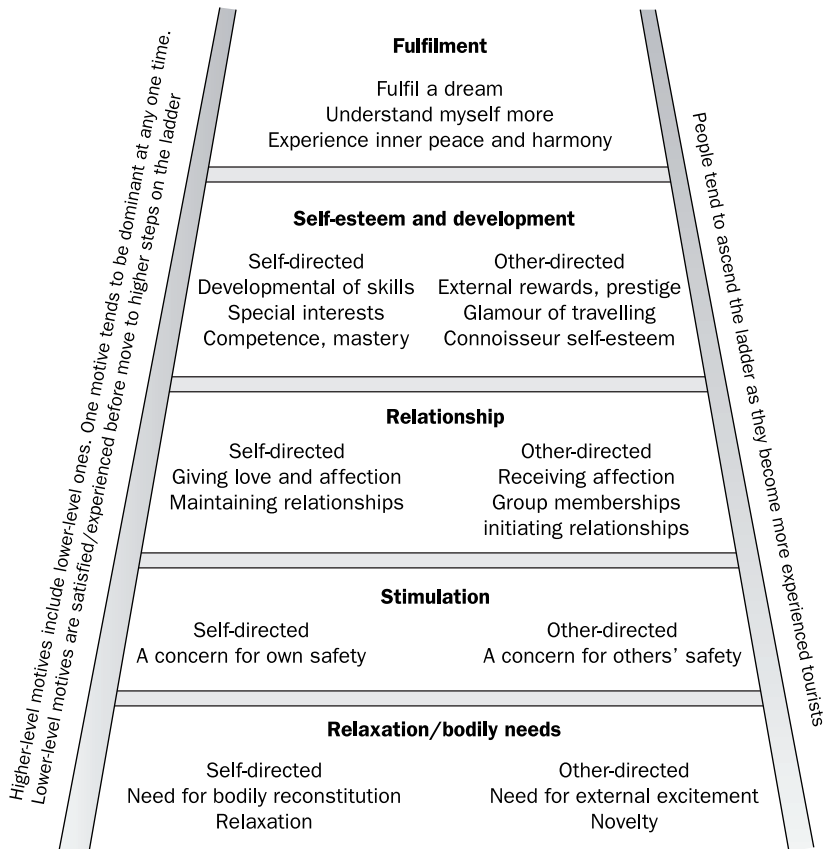 Higher-level motives include lower-level ones. One motive tends to be dominant at any one time.
Lower-level motives are satisfied/experienced before move to higher steps on the ladder
Fulfilment
Fulfil a dream
Understand myself more
Experience inner peace and harmony
Self-esteem and development
Self-directed
Developmental of skills
Special interests
Competence, mastery
Other-directed
External rewards, prestige
Glamour of travelling
Connoisseur self-esteem
Relationship
Self-directed
Giving love and affection
Maintaining relationships
Other-directed
Receiving affection
Group memberships
initiating relationships
Stimulation
Self-directed
A concern for own safety
Other-directed
A concern for others’ safety
Relaxation/bodily needs
Self-directed
Need for bodily reconstitution
Relaxation
Other-directed
Need for external excitement
Novelty
People tend to ascend the ladder as they become more experienced tourists